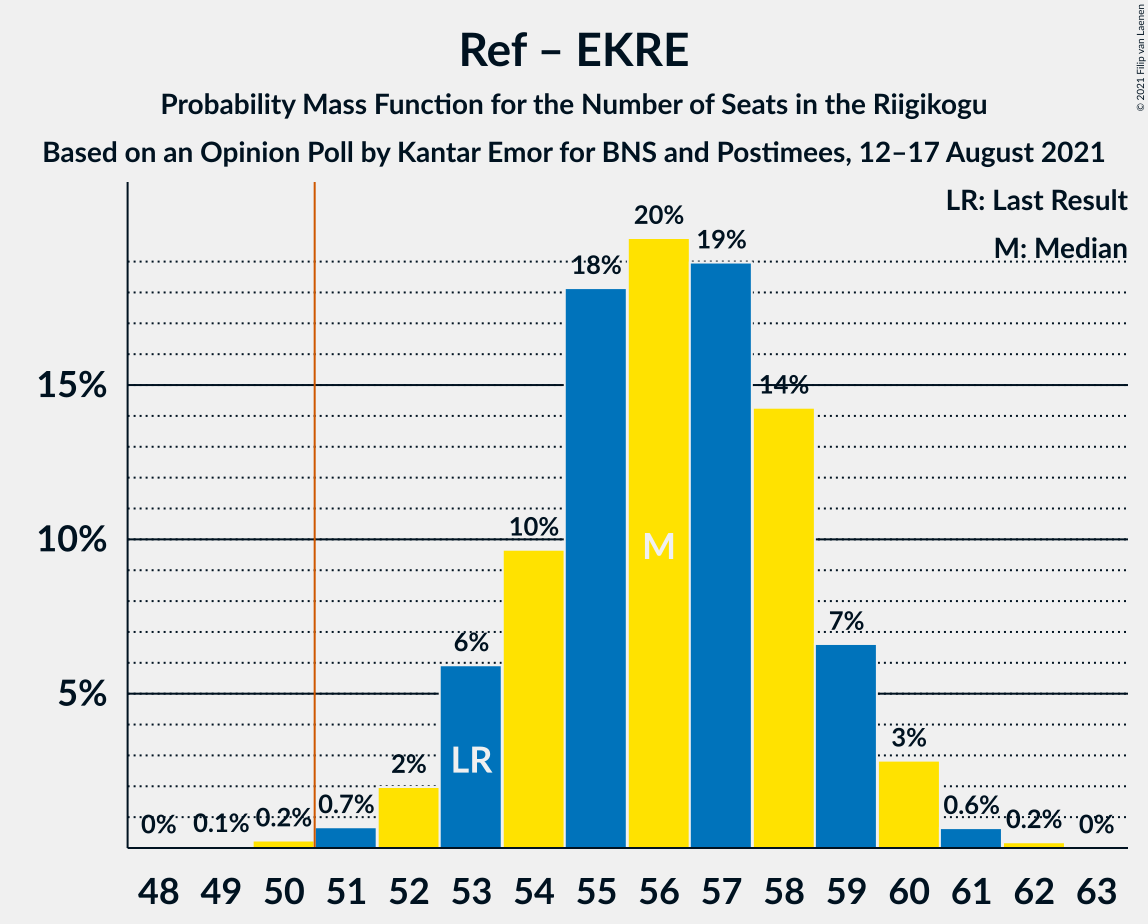 Ref – EKRE
Probability Mass Function for the Number of Seats in the Riigikogu
Based on an Opinion Poll by Kantar Emor for BNS and Postimees, 12–17 August 2021
© 2021 Filip van Laenen
LR: Last Result
M: Median
20%
19%
18%
15%
14%
10%
10%
M
7%
6%
5%
3%
LR
2%
0% 0.1% 0.2% 0.7% 0.6% 0.2% 0%
48 49 50 51 52 53 54 55 56 57 58 59 60 61 62 63